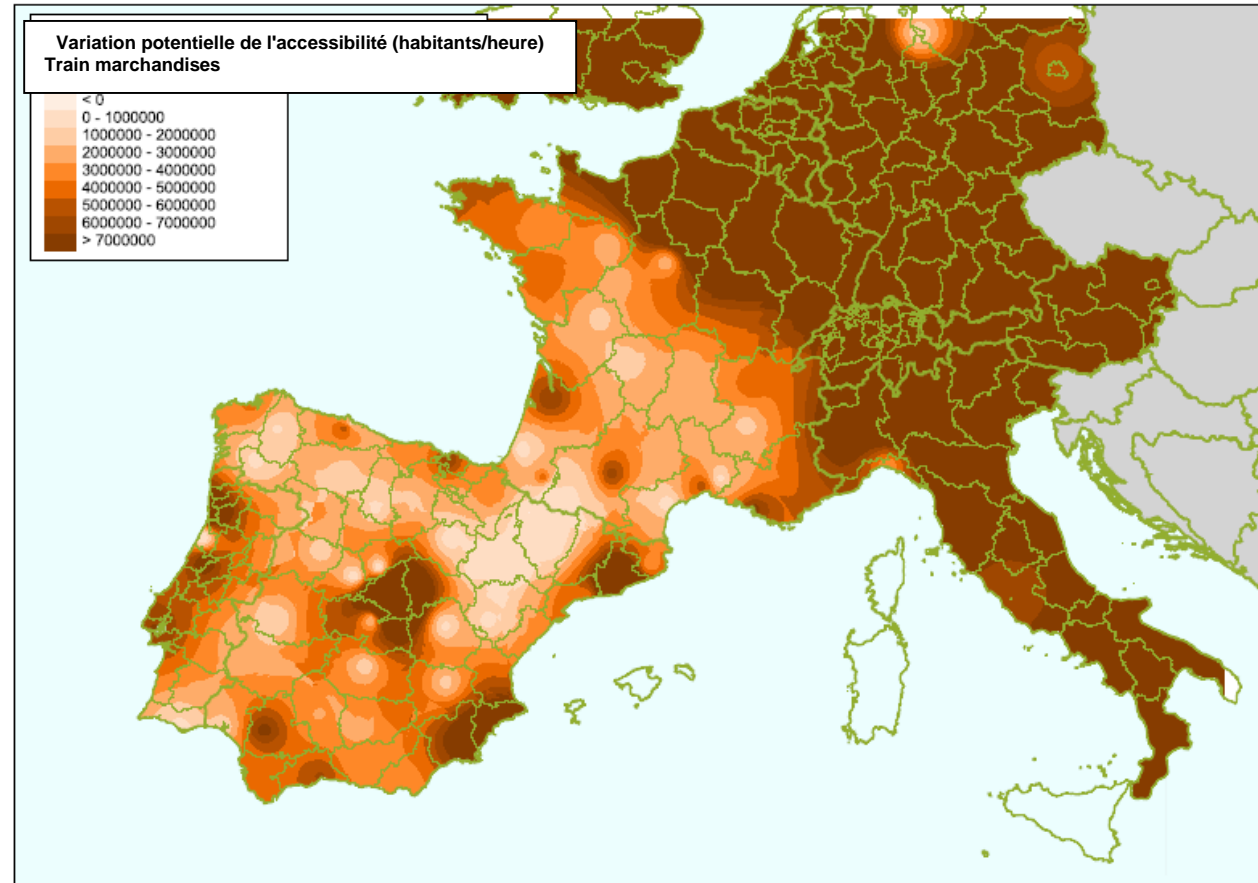 Variation potentielle de l'accessibilité (habitants/heure)
Train marchandises
< 0
0 - 1000000
1000000 - 2000000
2000000 - 3000000
3000000 - 4000000
4000000 - 5000000
5000000 - 6000000
6000000 - 7000000
> 7000000